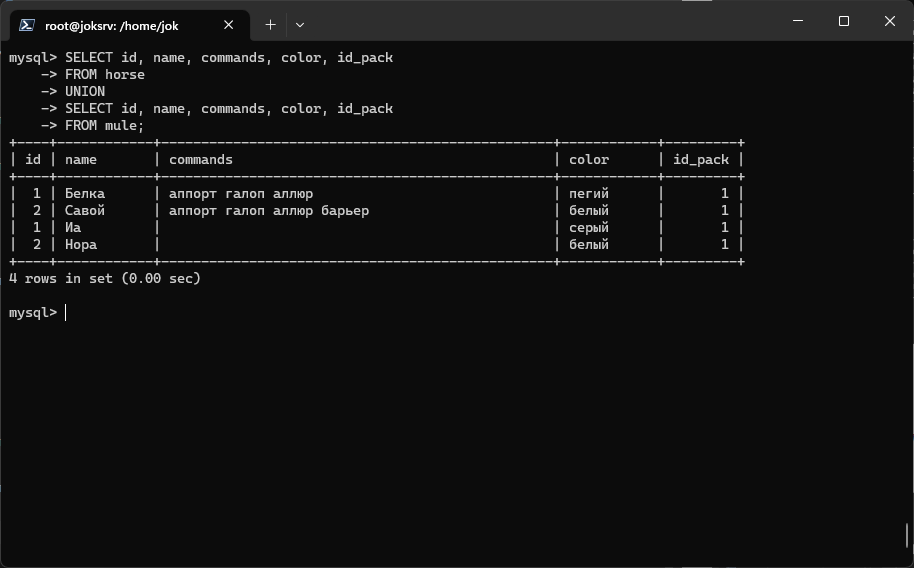 root@joksrv: /home/jok
mysql> SELECT id, name, commands, color, id_pack
    -> FROM horse
    -> UNION
    -> SELECT id, name, commands, color, id_pack
    -> FROM mule;
+----+------------+-------------------------------------------------+------------+---------+
| id | name       | commands                                        | color      | id_pack |
+----+------------+-------------------------------------------------+------------+---------+
|  1 | Белка      | аппорт галоп аллюр                              | пегий      |       1 |
|  2 | Савой      | аппорт галоп аллюр барьер                       | белый      |       1 |
|  1 | Иа         |                                                 | серый      |       1 |
|  2 | Нора       |                                                 | белый      |       1 |
+----+------------+-------------------------------------------------+------------+---------+
4 rows in set (0.00 sec)
mysql>